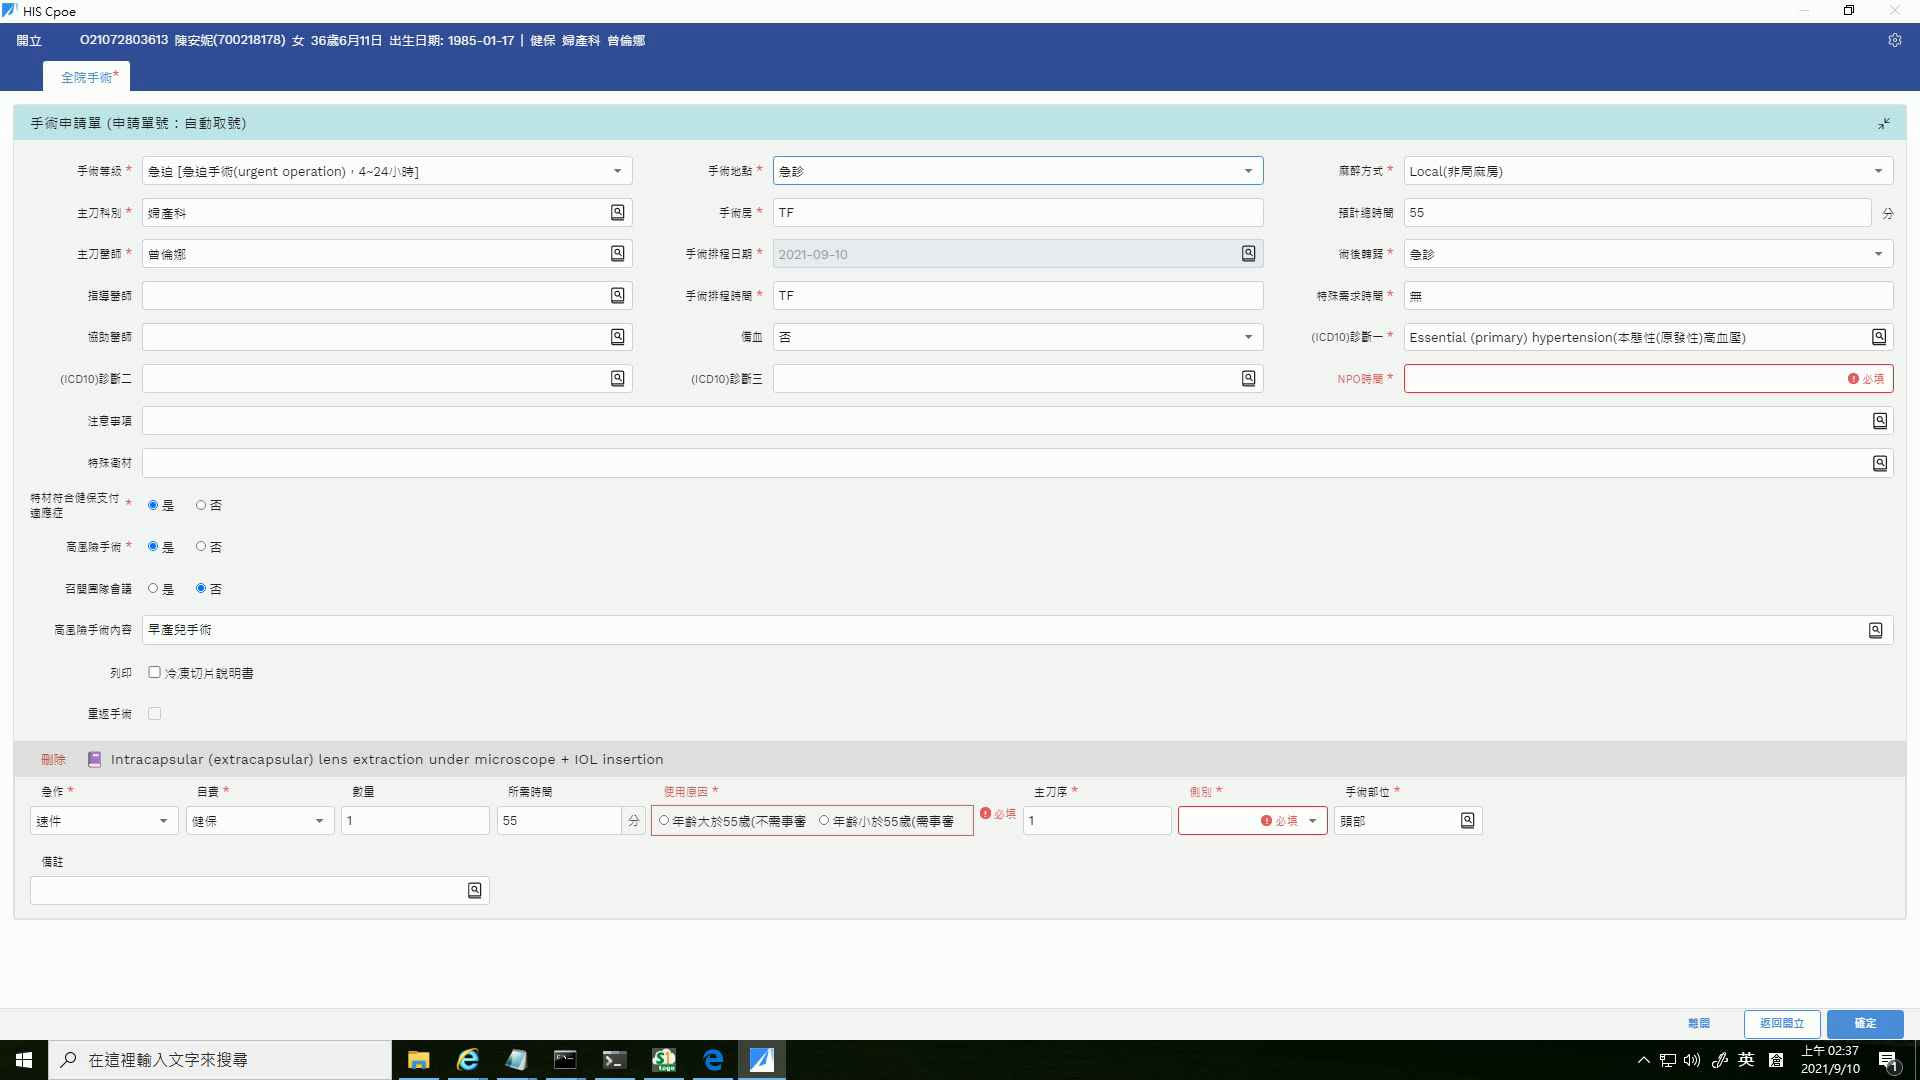 HIS Cpoe
開立 O21072803613 陳安妮(700218178) 女 36歲6月11日 出生日期: 1985-01-17 | 健保 婦產科 曾倫娜
全院手術*
手術申請單 (申請單號：自動取號)
手術等級 * 急迫 [急迫手術(urgent operation)，4~24小時] 手術地點 * 急診 麻醉方式 * Local(非局麻房)
主刀科別 * 婦產科 手術房 * TF 預計總時間 55 分
主刀醫師 * 曾倫娜 手術排程日期 * 2021-09-10 術後轉歸 * 急診
指導醫師 手術排程時間 * TF 特殊需求時間 * 無
協助醫師 備血 否 (ICD10)診斷一 * Essential (primary) hypertension(本態性(原發性)高血壓)
(ICD10)診斷二 (ICD10)診斷三 NPO時間 * 必填
注意事項
特殊衛材
特材符合健保支付適應症 * 是 否
高風險手術 * 是 否
召開團隊會議 是 否
高風險手術內容 早產兒手術
列印 冷凍切片說明書
重返手術
刪除 Intracapsular (extracapsular) lens extraction under microscope + IOL insertion
急作 * 自費 * 數量 所需時間 使用原因 * 主刀序 * 側別 * 手術部位 *
速件 健保 1 55 分 年齡大於55歲(不需事審 年齡小於55歲(需事審 必填 1 必填 頭部
備註
離開 返回開立 確定
在這裡輸入文字來搜尋
英
上午 02:37
2021/9/10
1